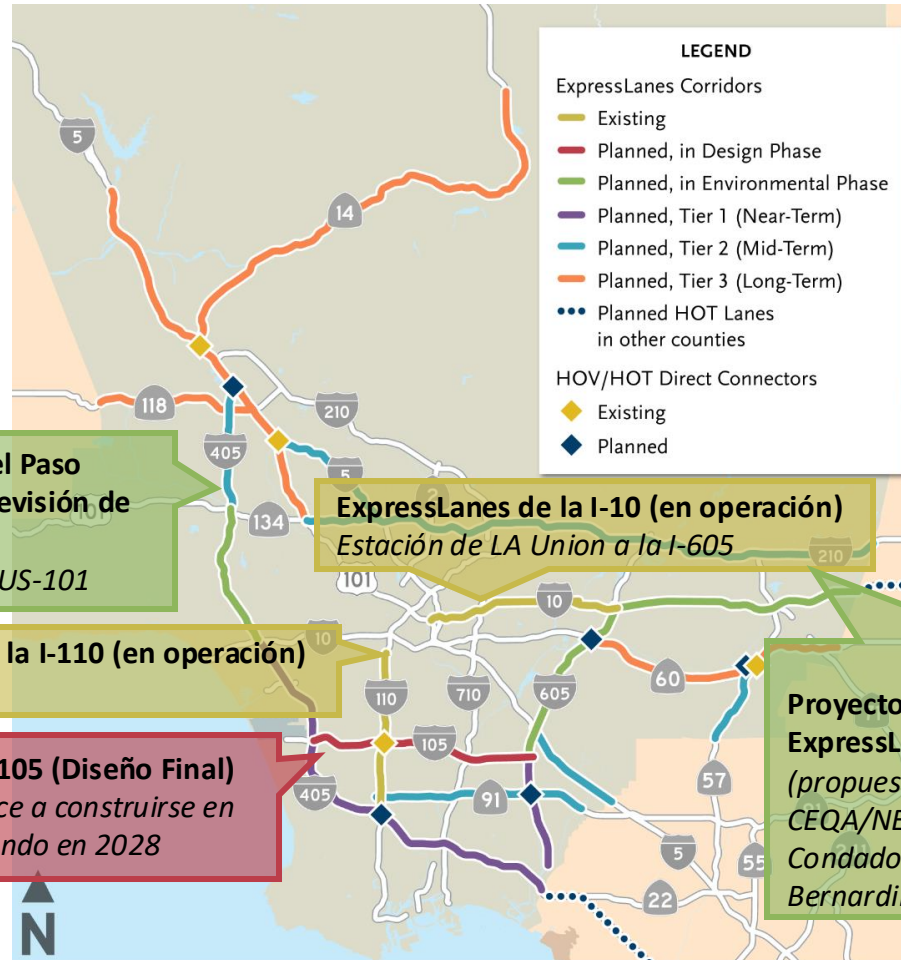 LEGEND
ExpressLanes Corridors
Existing
Planned, in Design Phase
Planned, in Environmental Phase
Planned, Tier 1 (Near-Term)
Planned, Tier 2 (Mid-Term)
Planned, Tier 3 (Long-Term)
Planned HOT Lanes
in other counties
HOV/HOT Direct Connectors
Existing
Planned
5
14
118
210
405
5
134
101
101
210
el Paso
evisión de
US-101
ExpressLanes de la I-10 (en operación)
Estación de LA Union a la I-605
10
10
la I-110 (en operación)
110
710
605
60
105
105 (Diseño Final)
ce a construirse en
ndo en 2028
405
91
57
5
55
22
Proyecto
ExpressL
(propues
CEQA/NE
Condado
Bernardi
N